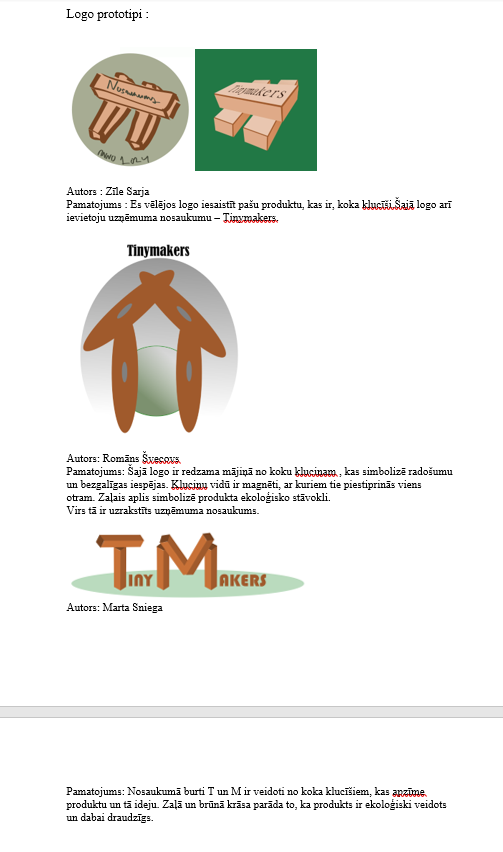 Logo prototipi :
Nosaukums
Tinymakers
Autors : Zīle Sarja
Pamatojums : Es vēlējos logo iesaistīt pašu produktu, kas ir, koka klucīši.Šajā logo arī
ievietoju uzņēmuma nosaukumu – Tinymakers.
Tinymakers
Autors: Romāns Švecovs
Pamatojums: Šajā logo ir redzama mājiņa no koku kluciņam , kas simbolizē radošumu
un bezgalīgas iespējas. Kluciņu vidū ir magnēti, ar kuriem tie piestiprinās viens
otram. Zaļais aplis simbolizē produkta ekoloģisko stāvokli.
Virs tā ir uzrakstīts uzņēmuma nosaukums.
TINY MAKERS
Autors: Marta Sniega
Pamatojums: Nosaukumā burti T un M ir veidoti no koka klucīšiem, kas apzīme
produktu un tā ideju. Zaļā un brūnā krāsa parāda to, ka produkts ir ekoloģiski veidots
un dabai draudzīgs.